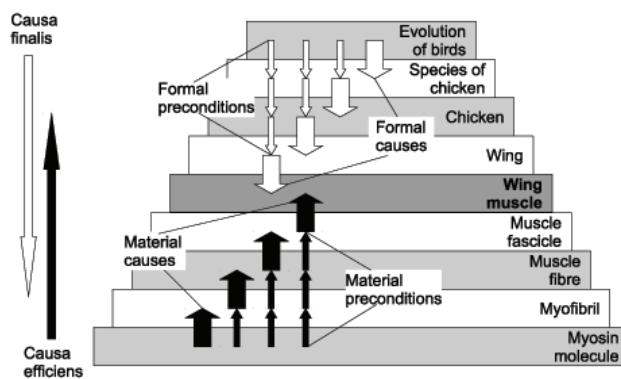 Causa
finalis
Evolution
of birds
Species of
chicken
Formal
preconditions
Chicken
Formal
causes
Wing
Wing
muscle
Muscle
fascicle
Material
causes
Muscle
fibre
Material
preconditions
Myofibril
Causa
efficiens
Myosin
molecule